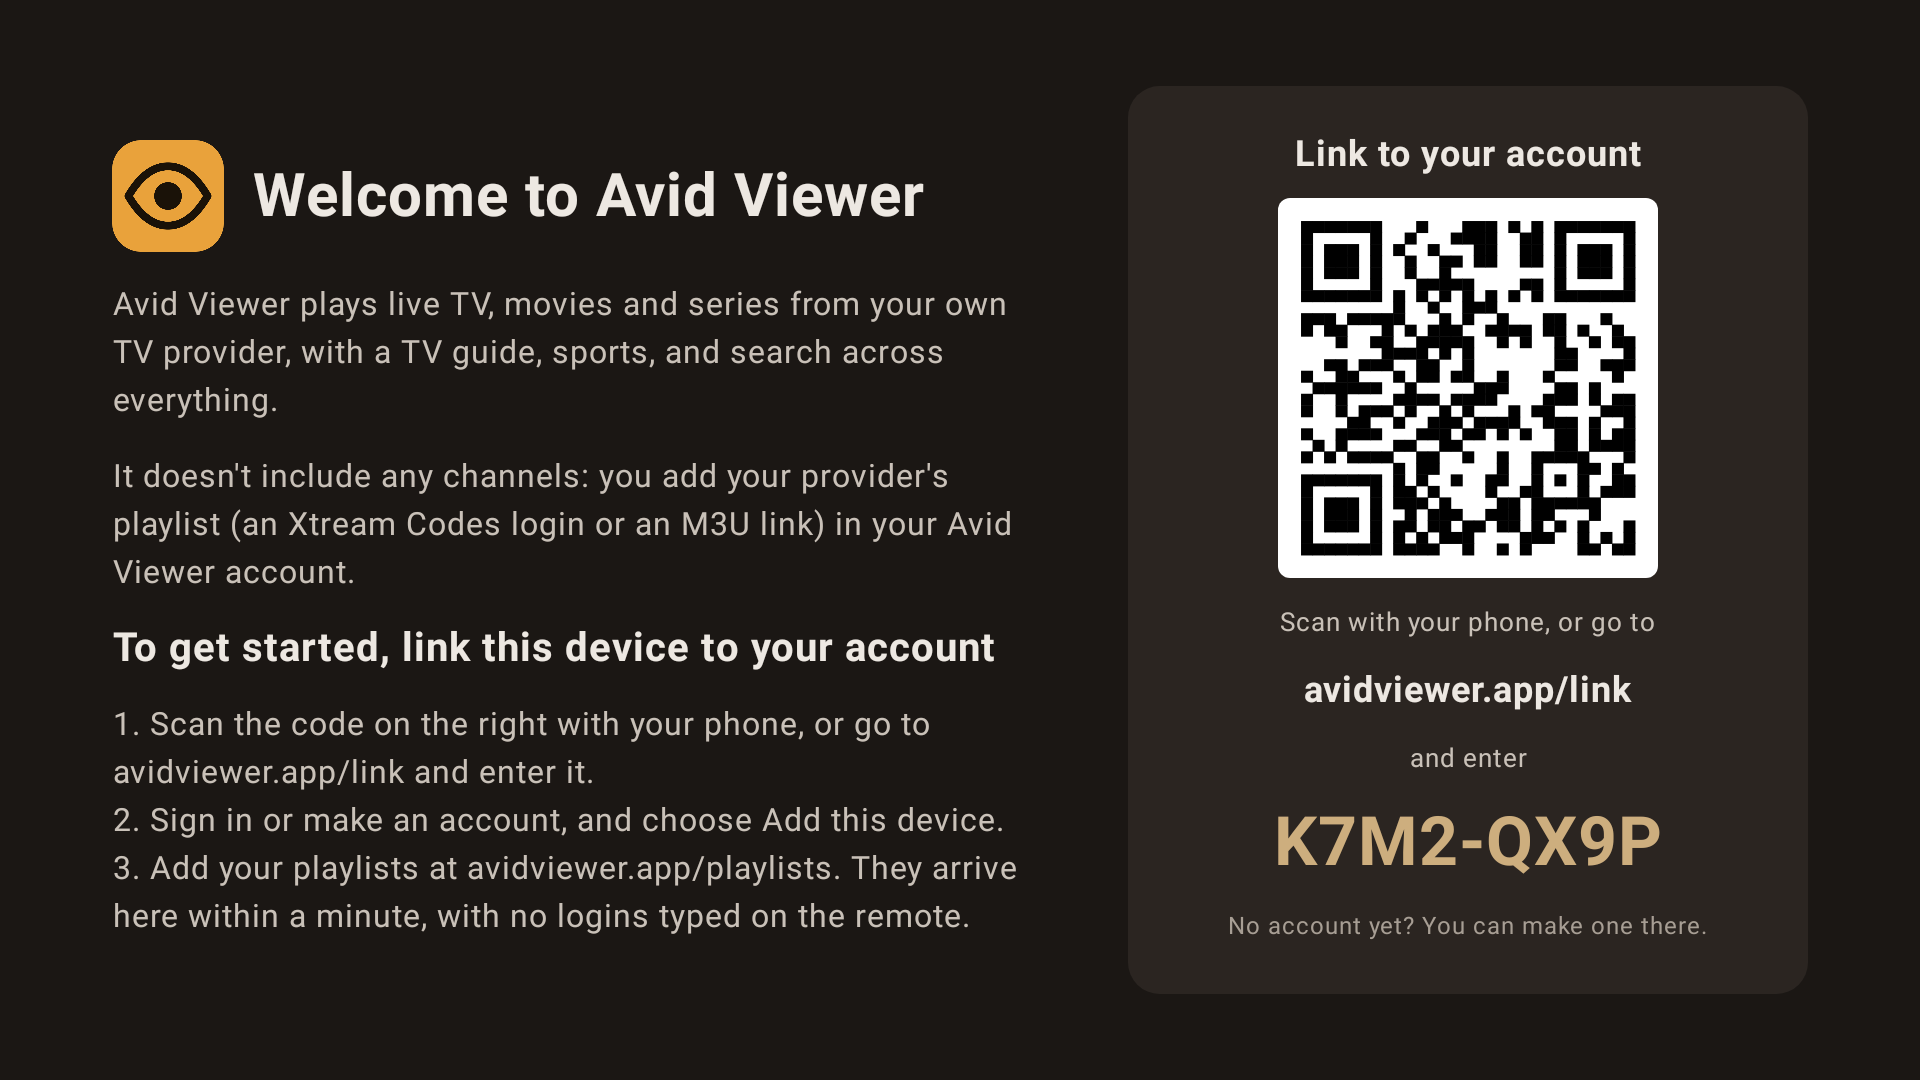 Welcome to Avid Viewer
Avid Viewer plays live TV, movies and series from your own
TV provider, with a TV guide, sports, and search across
everything.
It doesn't include any channels: you add your provider's
playlist (an Xtream Codes login or an M3U link) in your Avid
Viewer account.
To get started, link this device to your account
1. Scan the code on the right with your phone, or go to
avidviewer.app/link and enter it.
2. Sign in or make an account, and choose Add this device.
3. Add your playlists at avidviewer.app/playlists. They arrive
here within a minute, with no logins typed on the remote.
Link to your account
Scan with your phone, or go to
avidviewer.app/link
and enter
K7M2-QX9P
No account yet? You can make one there.